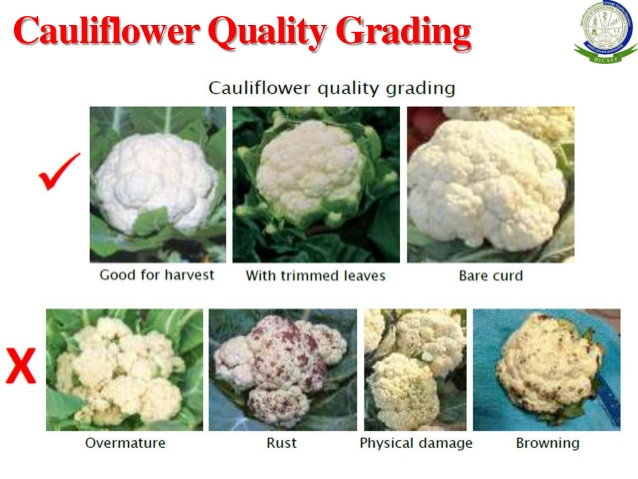 Cauliflower Quality Grading
Cauliflower quality grading
Good for harvest
With trimmed leaves
Bare curd
X
Overmature
Rust
Physical damage
Browning
HICAST